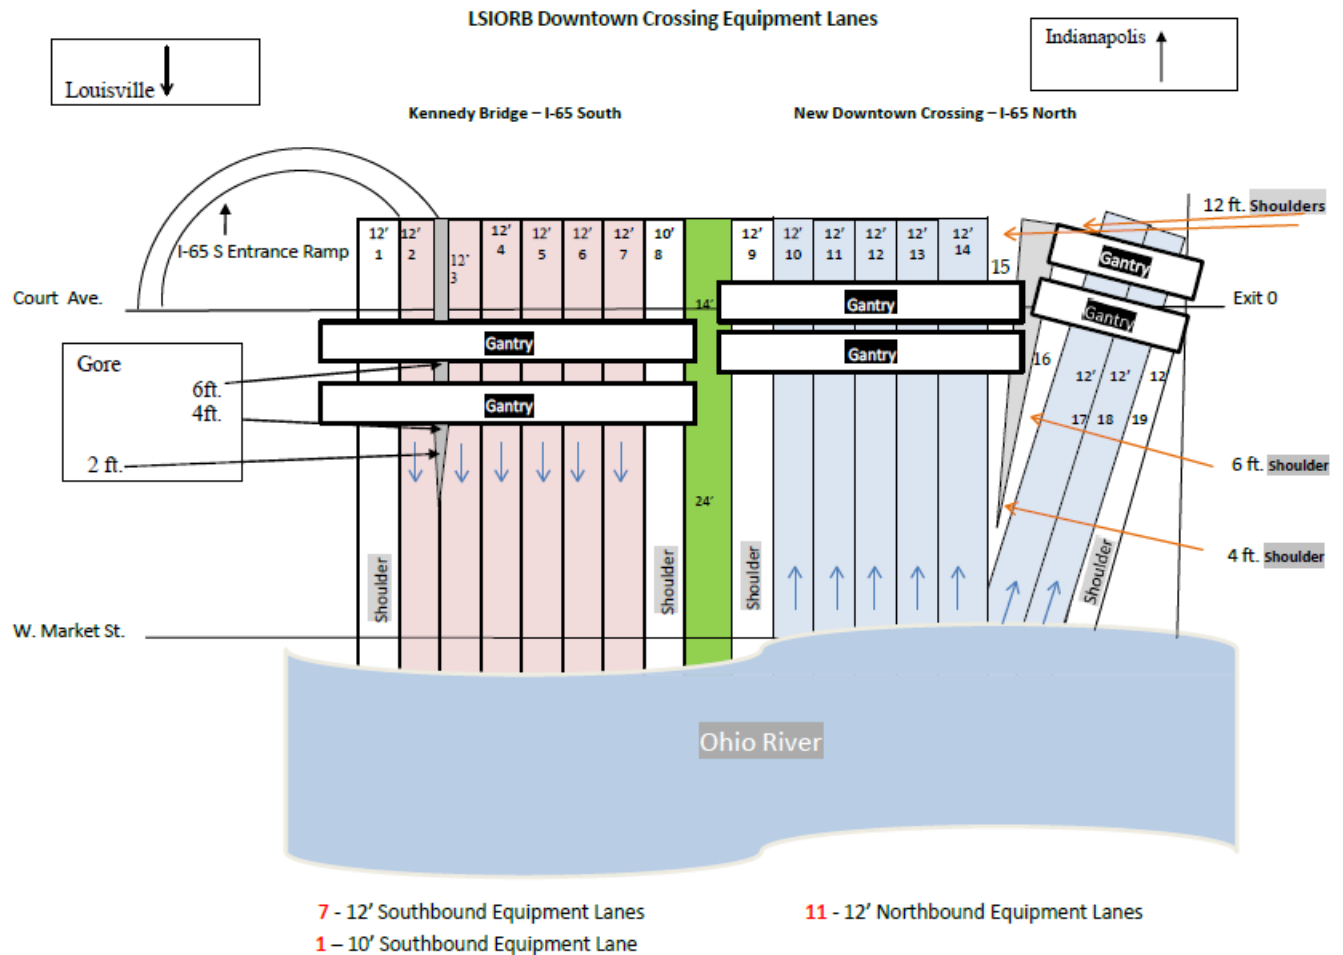 LSIORB Downtown Crossing Equipment Lanes
Louisville
Indianapolis
Kennedy Bridge – I-65 South
New Downtown Crossing – I-65 North
12 ft. Shoulders
I-65 S Entrance Ramp
12' 12' 12' 12' 12' 12' 10' 12' 12' 12' 12' 12' 12'
1 2 3 4 5 6 7 8 9 10 11 12 13 14 15
Gantry
Gantry
Court Ave.
14'
Gantry
Exit 0
Gantry
Gantry
Gantry
Gore
6ft.
4ft.
2 ft.
16
12' 12' 12
17 18 19
6 ft. Shoulder
24'
4 ft. Shoulder
Shoulder
Shoulder
Shoulder
Shoulder
W. Market St.
Ohio River
7 - 12' Southbound Equipment Lanes
11 - 12' Northbound Equipment Lanes
1 – 10' Southbound Equipment Lane